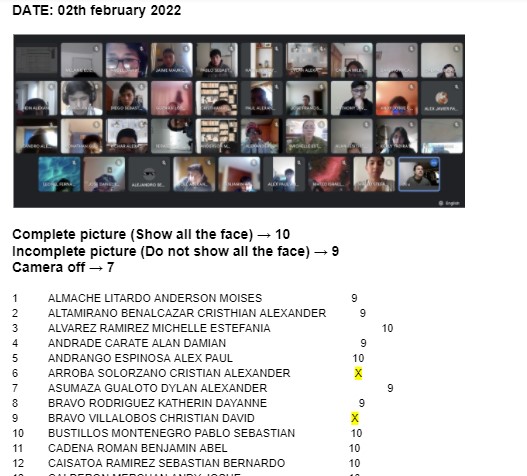 DATE: 02th february 2022
Complete picture (Show all the face) → 10
Incomplete picture (Do not show all the face) → 9
Camera off → 7
1 ALMACHE LITARDO ANDERSON MOISES 9
2 ALTAMIRANO BENALCAZAR CRISTHIAN ALEXANDER 9
3 ALVAREZ RAMIREZ MICHELLE ESTEFANIA 10
4 ANDRADE CARATE ALAN DAMIAN 9
5 ANDRANGO ESPINOSA ALEX PAUL 10
6 ARROBA SOLORZANO CRISTIAN ALEXANDER X
7 ASUMAZA GUALOTO DYLAN ALEXANDER 9
8 BRAVO RODRIGUEZ KATHERIN DAYANNE 9
9 BRAVO VILLALOBOS CHRISTIAN DAVID X
10 BUSTILLOS MONTENEGRO PABLO SEBASTIAN 10
11 CADENA ROMAN BENJAMIN ABEL 10
12 CAISATOA RAMIREZ SEBASTIAN BERNARDO 10